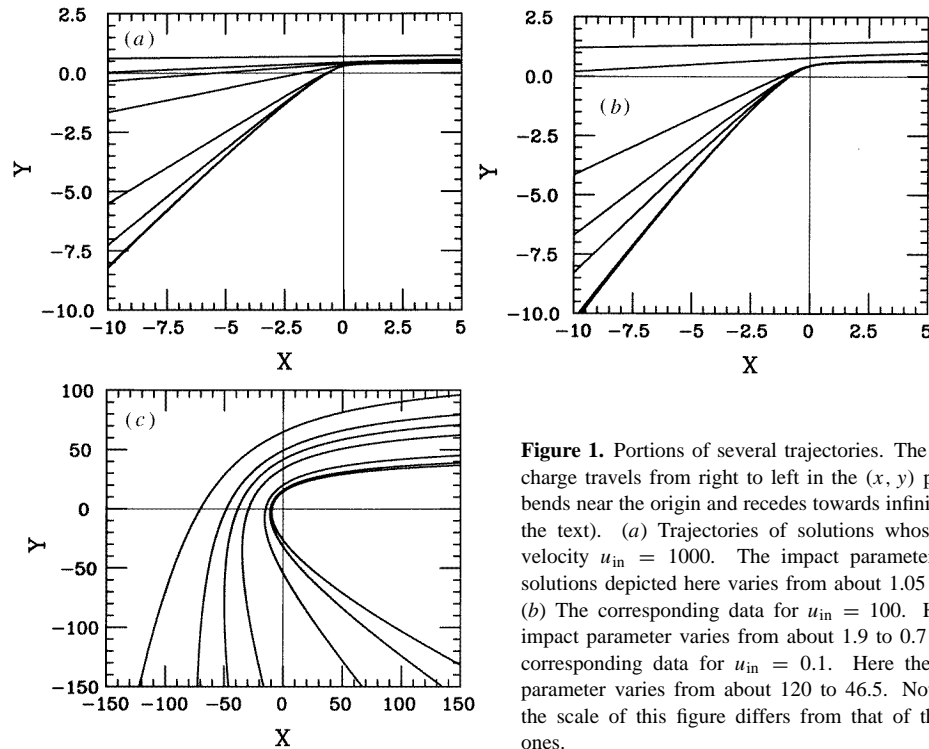 (a)
2.5
0.0
−2.5
−5.0
−7.5
−10.0
Y
−10 −7.5 −5 −2.5 0 2.5 5
X
(b)
2.5
0.0
−2.5
−5.0
−7.5
−10.0
Y
−10 −7.5 −5 −2.5 0 2.5 5
X
(c)
100
50
0
−50
−100
−150
Y
−150 −100 −50 0 50 100 150
X
Figure 1. Portions of several trajectories. The
charge travels from right to left in the (x, y) p
bends near the origin and recedes towards infini
the text). (a) Trajectories of solutions whos
velocity u_in = 1000. The impact parameter
solutions depicted here varies from about 1.05
(b) The corresponding data for u_in = 100.
impact parameter varies from about 1.9 to 0.7
corresponding data for u_in = 0.1. Here the
parameter varies from about 120 to 46.5. No
the scale of this figure differs from that of th
ones.